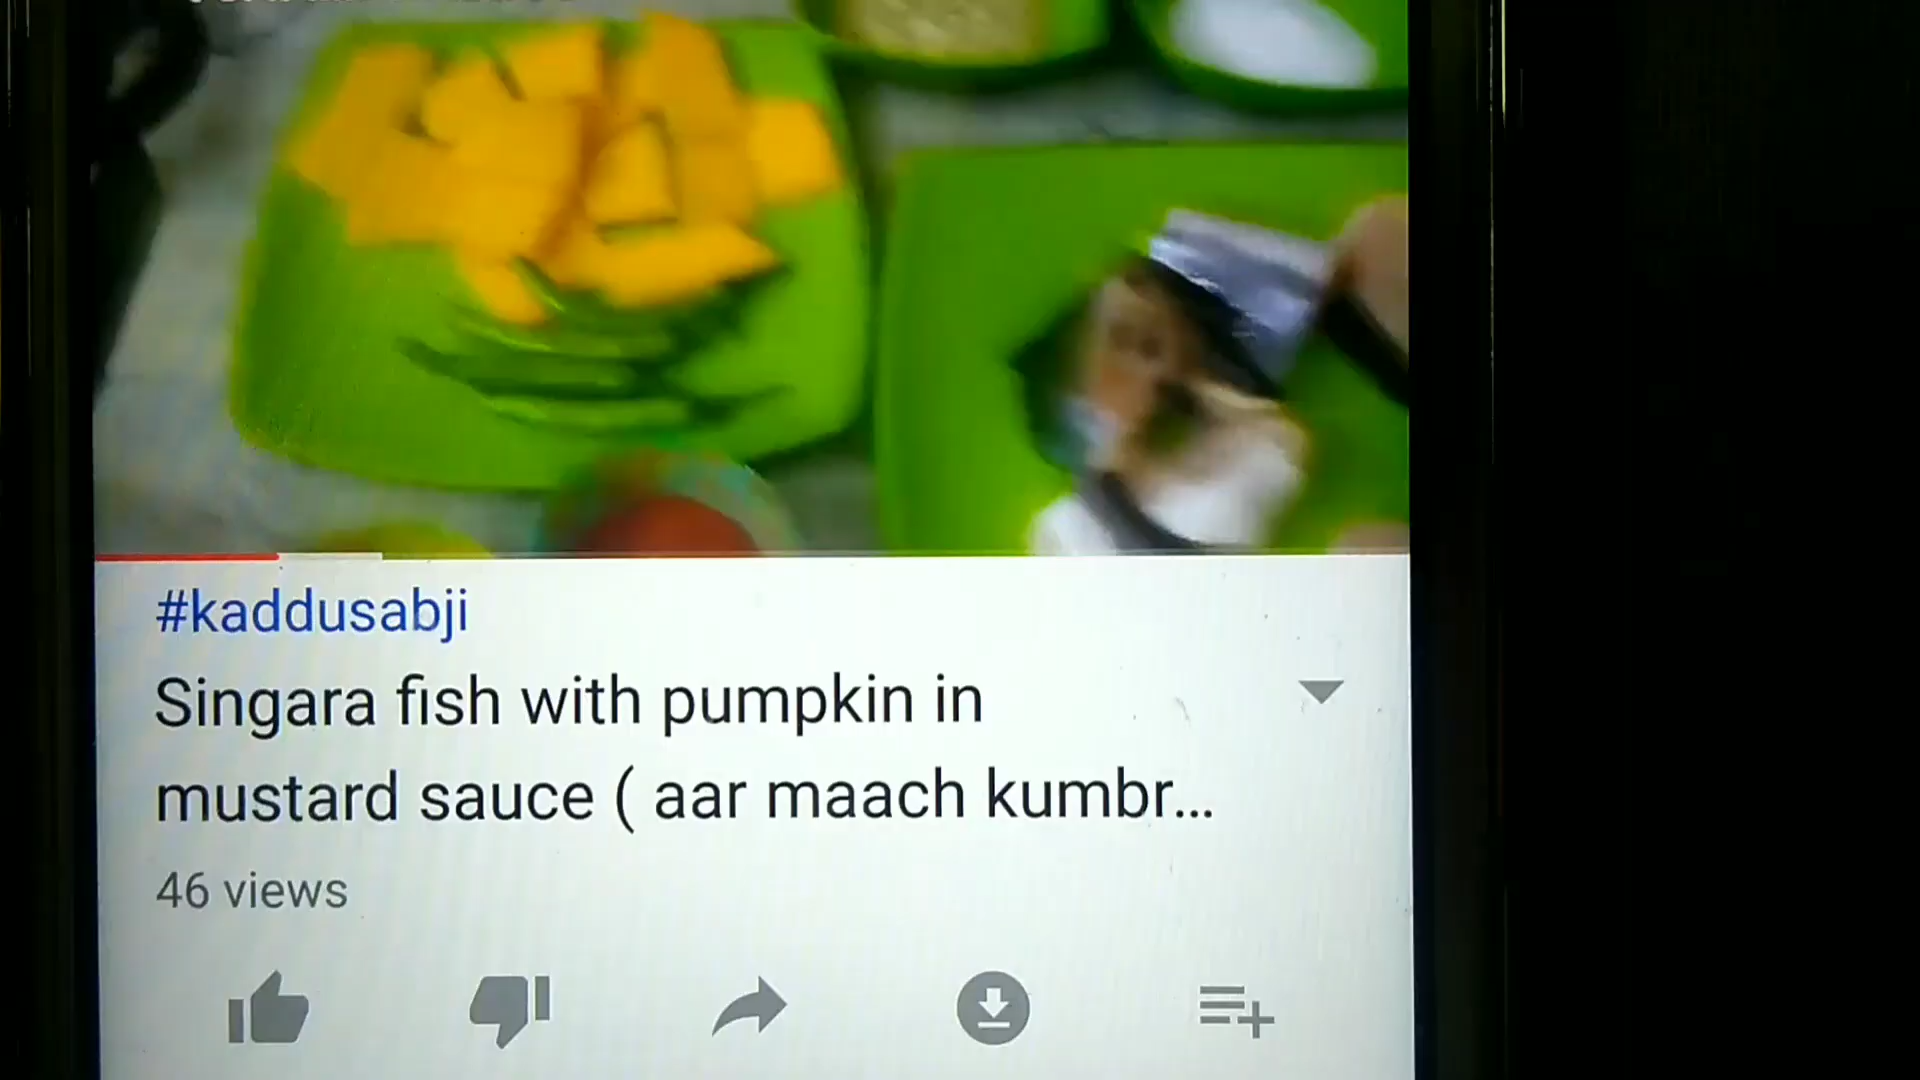 #kaddusabji
Singara fish with pumpkin in
mustard sauce ( aar maach kumbr...
46 views